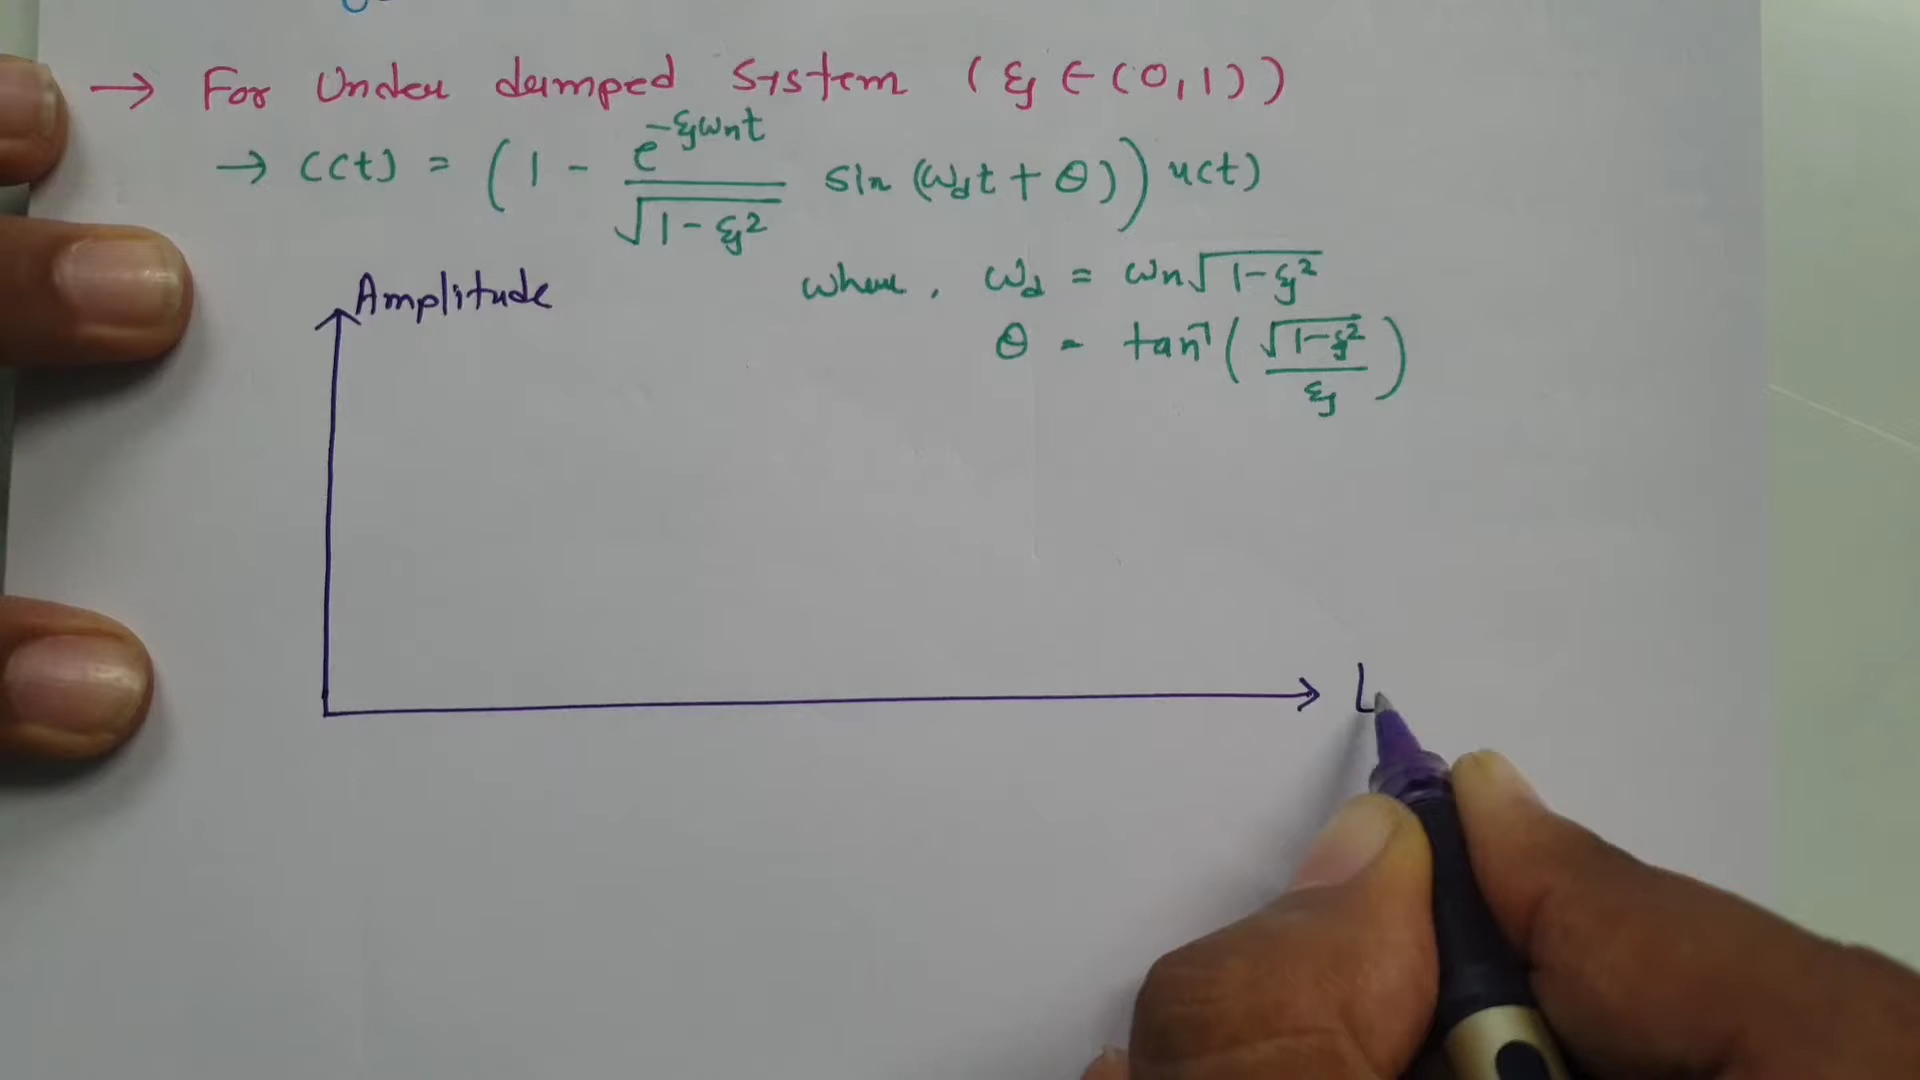 → For Under damped system (ξ ∈ (0,1))
→ C(t) = (1 - e^{-ξωnt}/√(1-ξ²) sin (ωdt + θ)) u(t)
Amplitude
where, ωd = ωn√(1-ξ²)
θ = tan⁻¹(√(1-ξ²)/ξ)